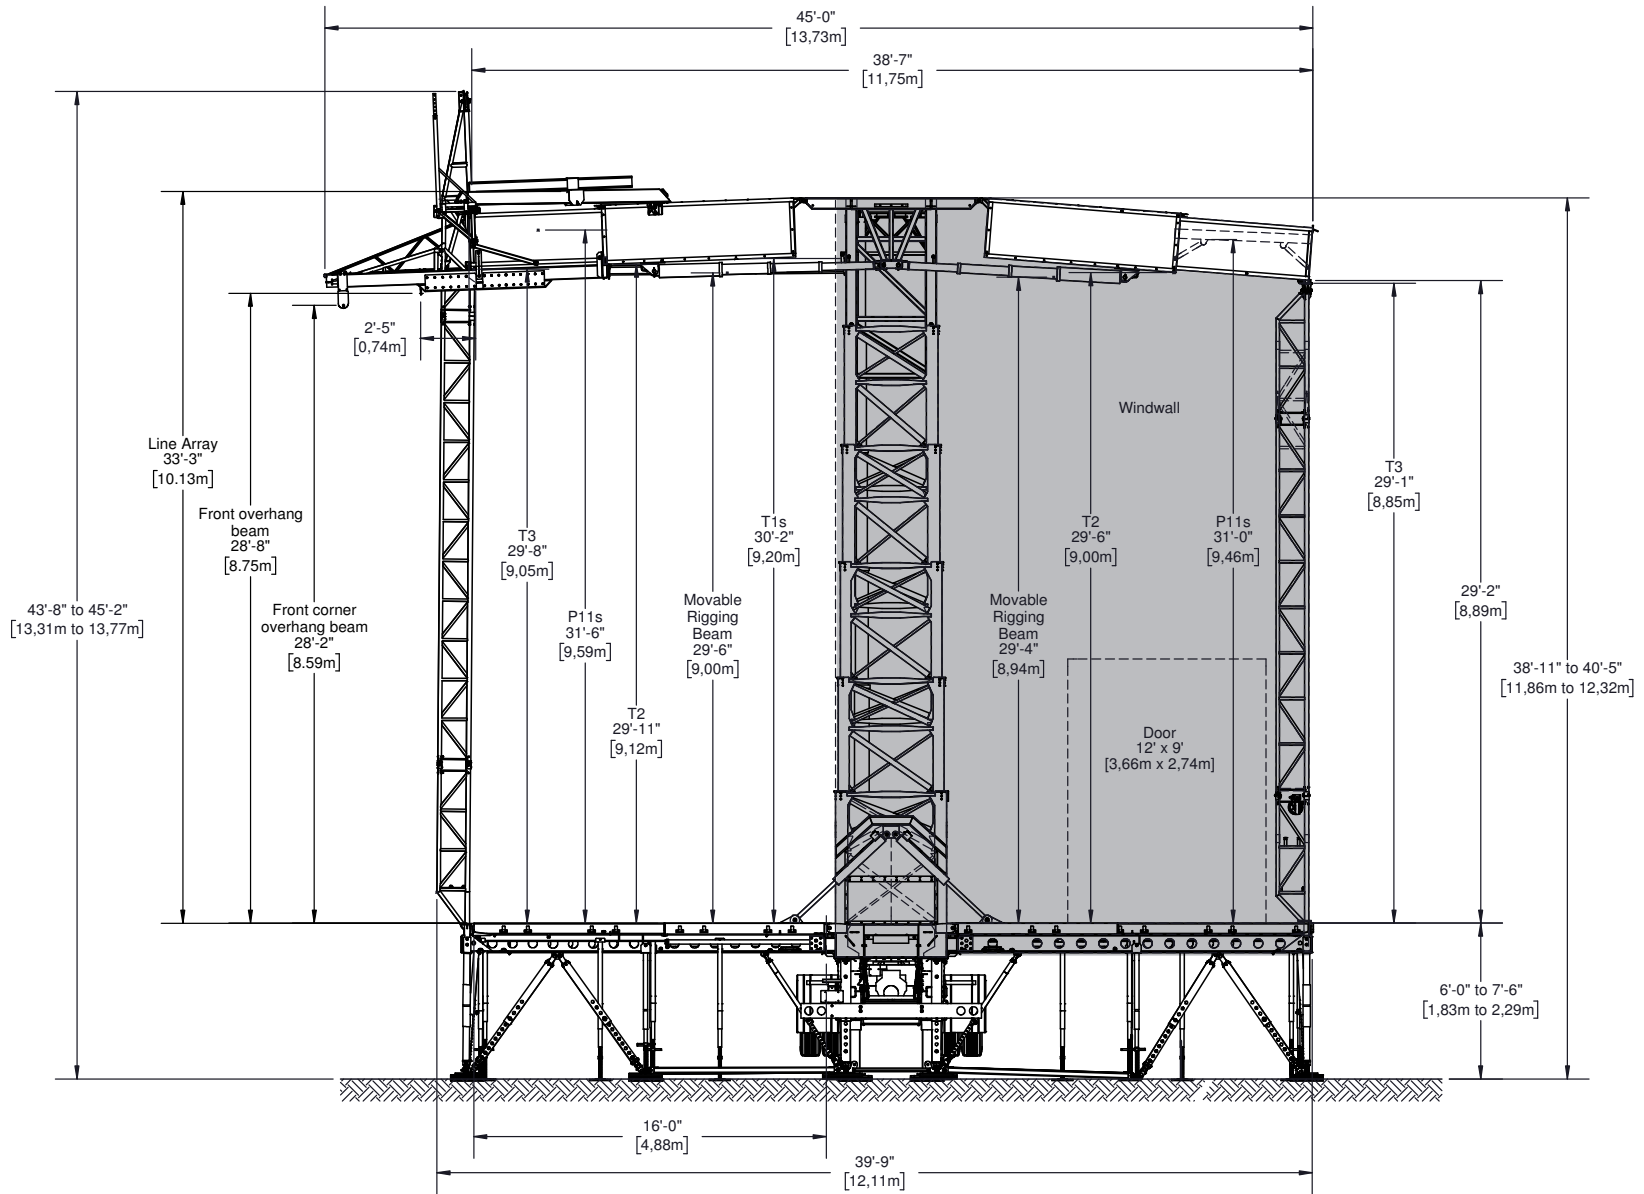 45'-0"
[13,73m]
38'-7"
[11,75m]
2'-5"
[0,74m]
Windwall
Line Array
33'-3"
[10.13m]
Front overhang
beam
28'-8"
[8.75m]
Front corner
overhang beam
28'-2"
[8.59m]
43'-8" to 45'-2"
[13,31m to 13,77m]
T3
29'-8"
[9,05m]
P11s
31'-6"
[9,59m]
T2
29'-11"
[9,12m]
Movable
Rigging
Beam
29'-6"
[9,00m]
T1s
30'-2"
[9,20m]
Movable
Rigging
Beam
29'-4"
[8,94m]
T2
29'-6"
[9,00m]
P11s
31'-0"
[9,46m]
T3
29'-1"
[8,85m]
29'-2"
[8,89m]
38'-11" to 40'-5"
[11,86m to 12,32m]
Door
12' x 9'
[3,66m x 2,74m]
6'-0" to 7'-6"
[1,83m to 2,29m]
16'-0"
[4,88m]
39'-9"
[12,11m]